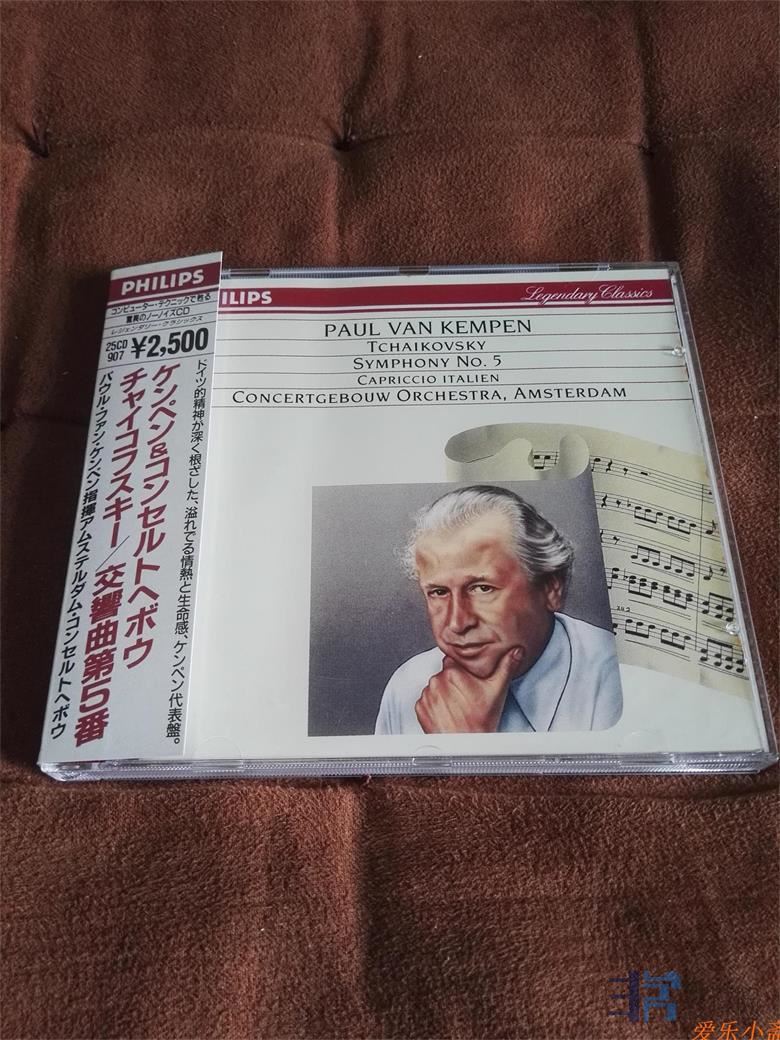 PHILIPS
コンピューター・テクニックで甦る
驚異のノーノイズCD
レジェンダリー・クラシックス
25CD
907
¥2,500
ドイツ的精神が深く根ざした、溢れでる情熱と生命感、ケンペン代表盤。
ケンペン&コンセルトヘボウ
チャイコフスキー/交響曲第5番
パウル・ファン・ケンペン指揮アムステルダム・コンセルトヘボウ
ILIPS
Legendary Classics
PAUL VAN KEMPEN
TCHAIKOVSKY
SYMPHONY NO. 5
CAPRICCIO ITALIEN
CONCERTGEBOUW ORCHESTRA, AMSTERDAM
爱乐小斋